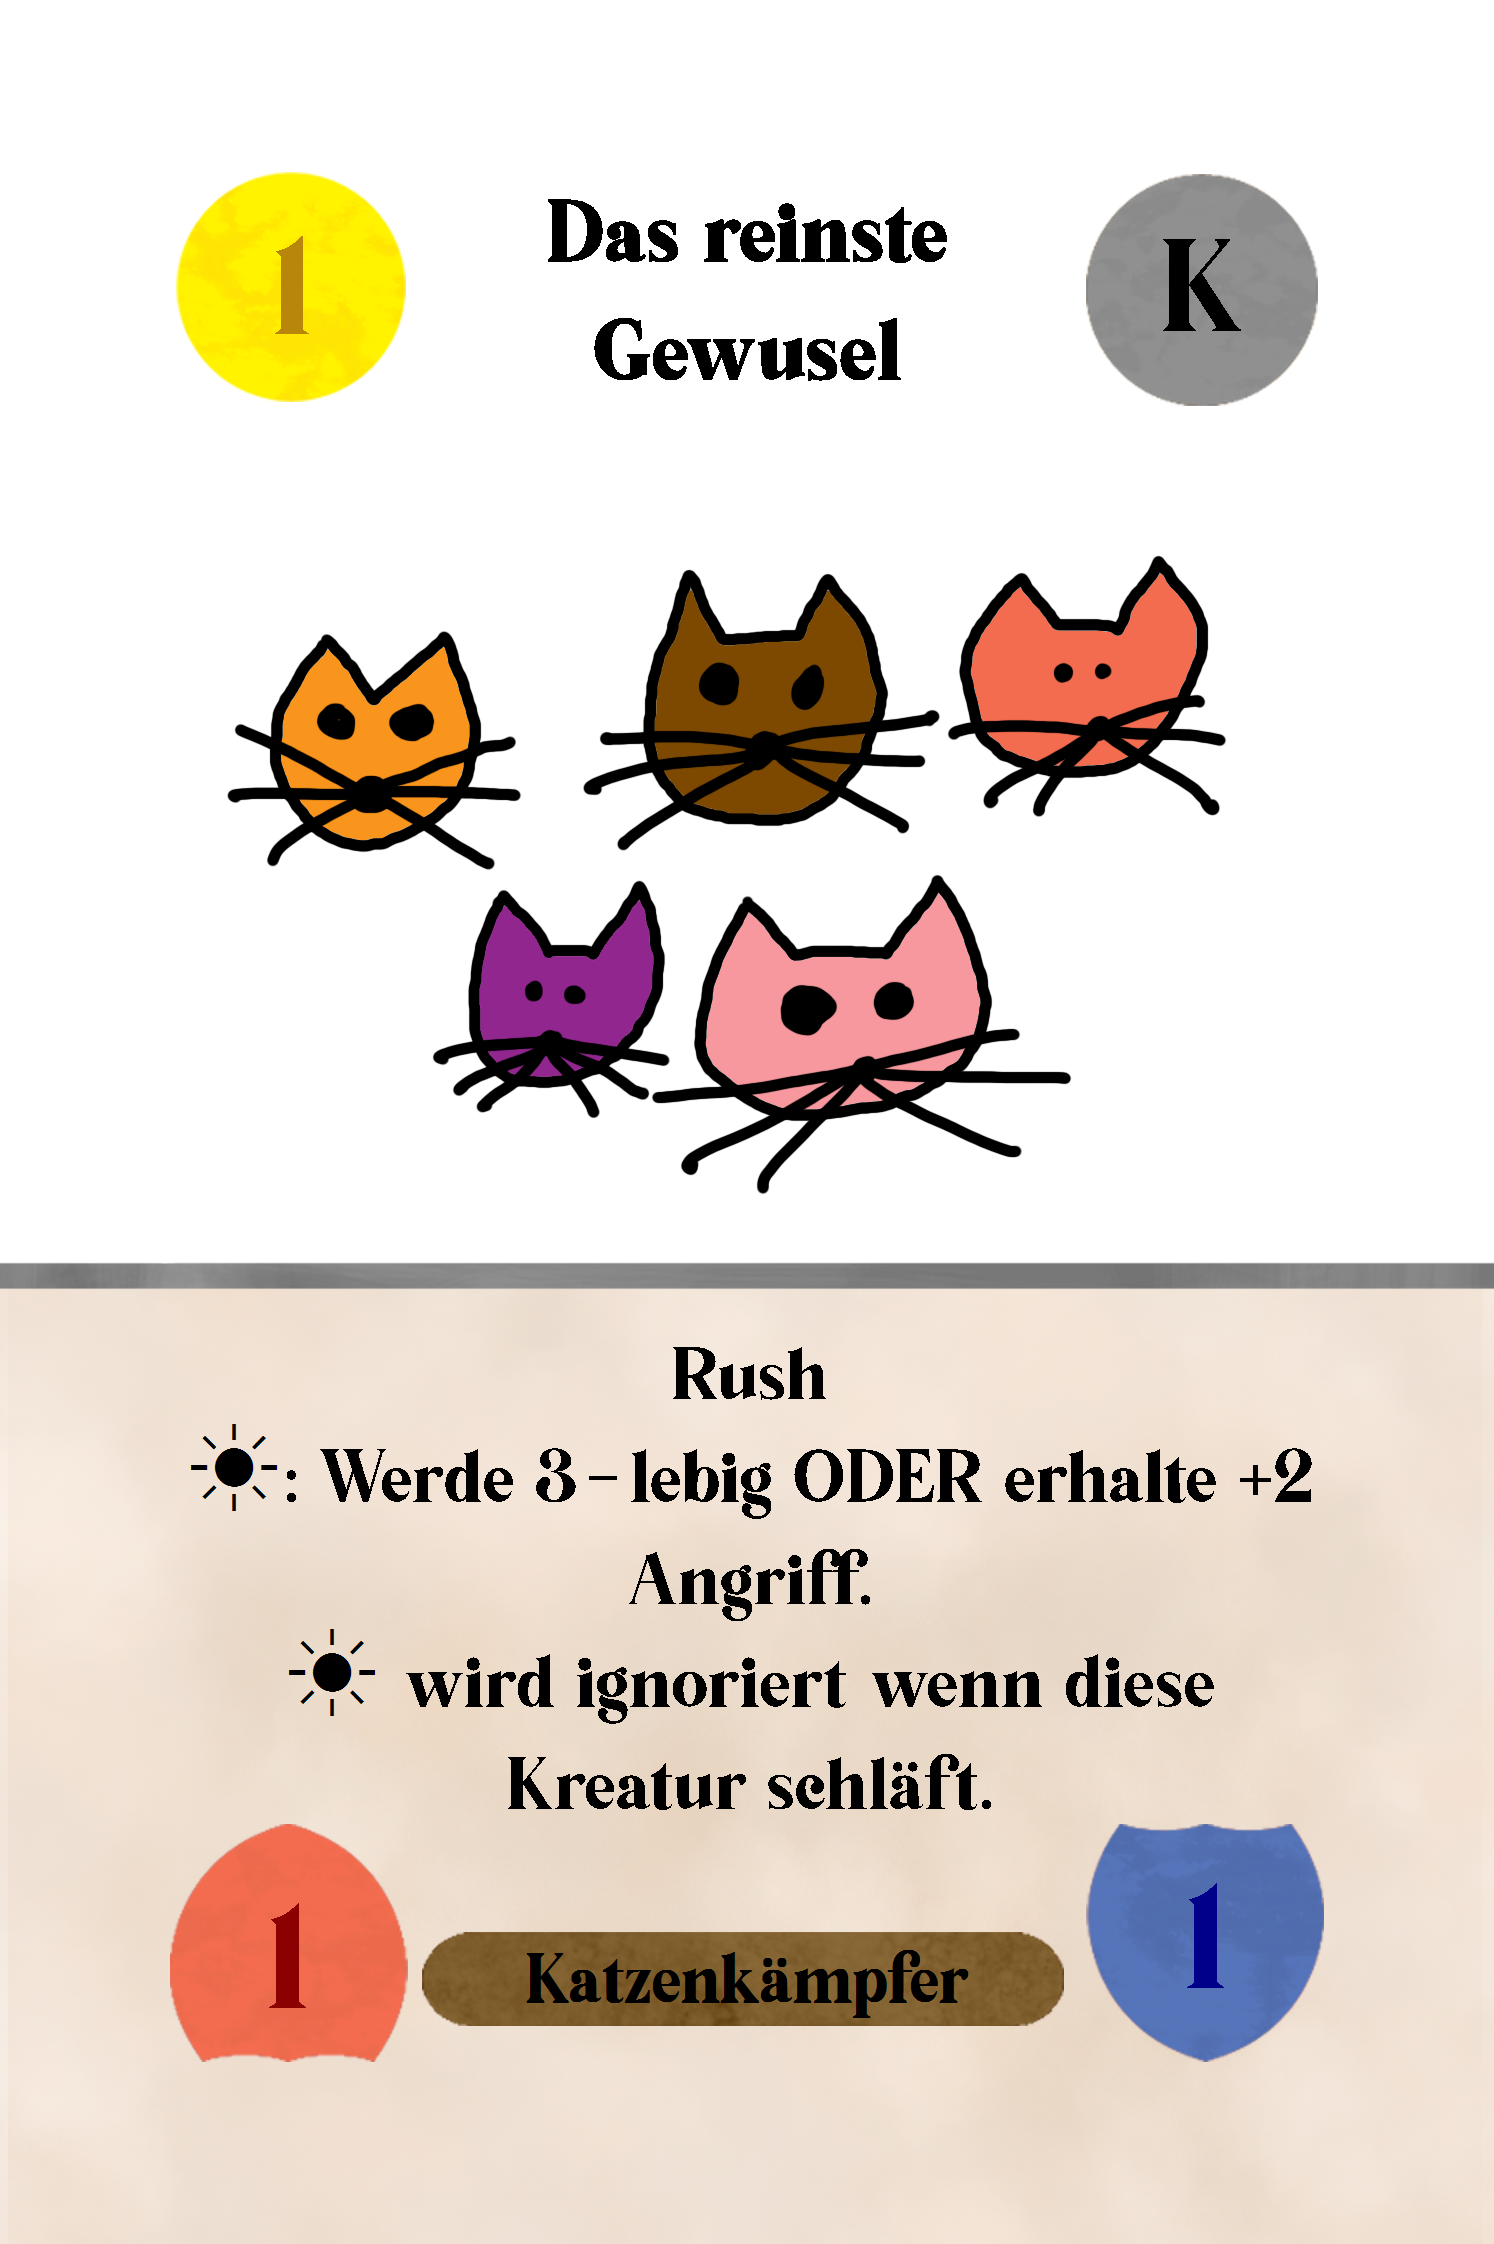 1
Das reinste
Gewusel
K
Rush
☀: Werde 3-lebig ODER erhalte +2
Angriff.
☀ wird ignoriert wenn diese
Kreatur schläft.
1
Katzenkämpfer
1